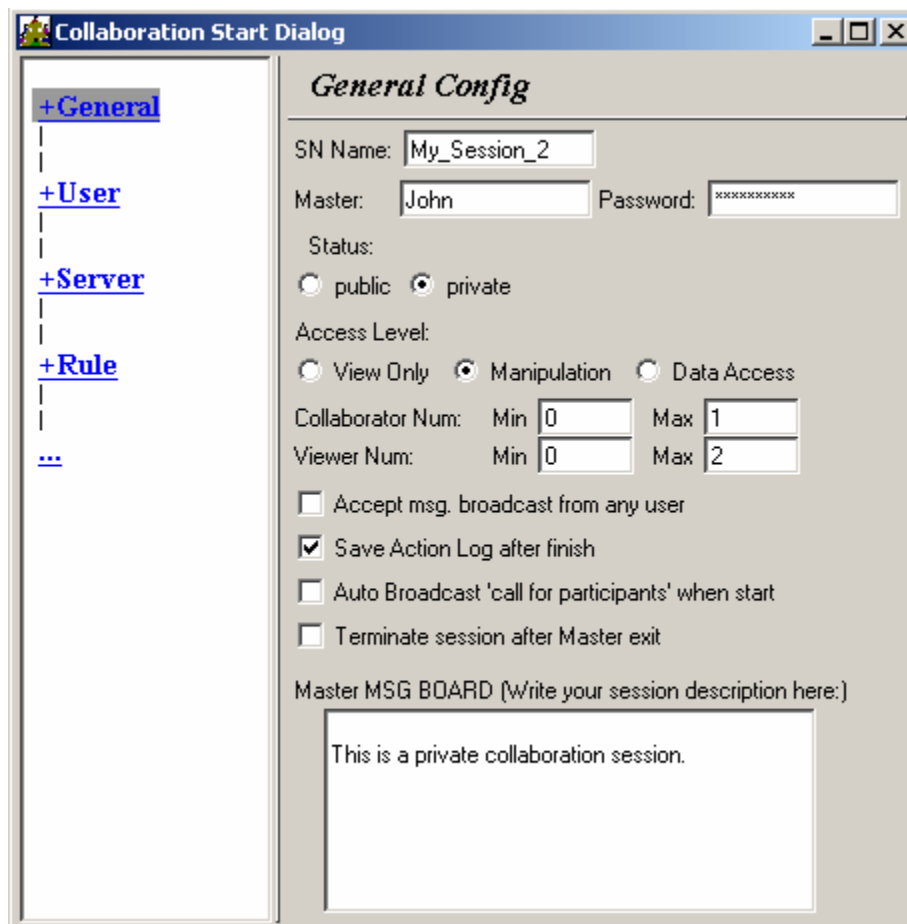 Collaboration Start Dialog
+General
+User
+Server
+Rule
...
General Config
SN Name: My_Session_2
Master: John Password: xxxxxxxxxx
Status:
public private
Access Level:
View Only Manipulation Data Access
Collaborator Num: Min 0 Max 1
Viewer Num: Min 0 Max 2
Accept msg. broadcast from any user
Save Action Log after finish
Auto Broadcast 'call for participants' when start
Terminate session after Master exit
Master MSG BOARD (Write your session description here:)
This is a private collaboration session.